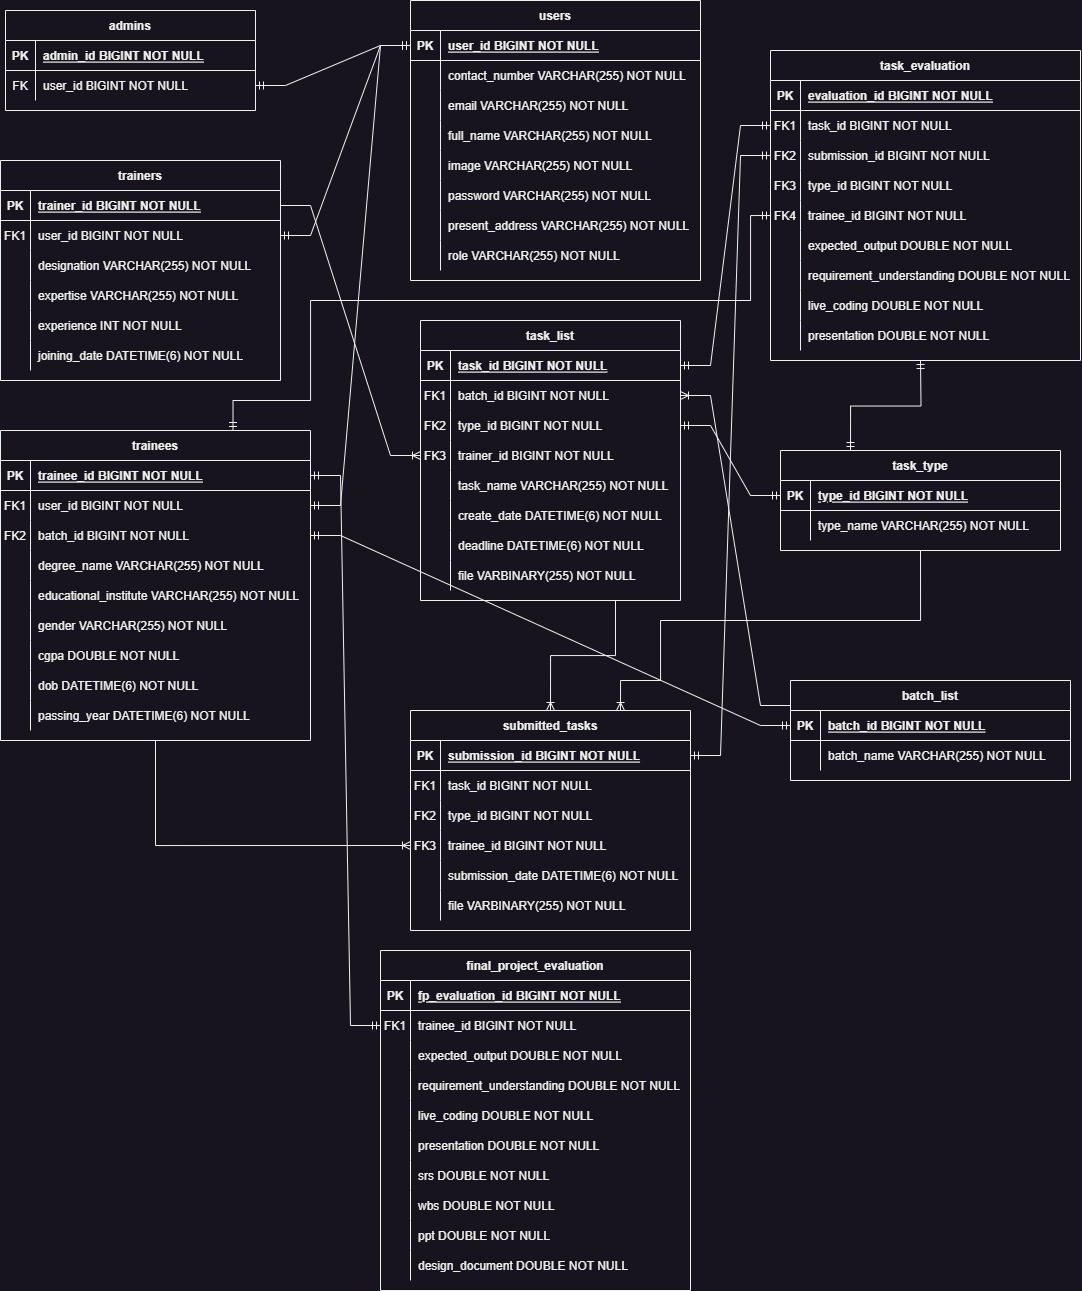 admins
PK admin_id BIGINT NOT NULL
FK user_id BIGINT NOT NULL
users
PK user_id BIGINT NOT NULL
contact_number VARCHAR(255) NOT NULL
email VARCHAR(255) NOT NULL
full_name VARCHAR(255) NOT NULL
image VARCHAR(255) NOT NULL
password VARCHAR(255) NOT NULL
present_address VARCHAR(255) NOT NULL
role VARCHAR(255) NOT NULL
task_evaluation
PK evaluation_id BIGINT NOT NULL
FK1 task_id BIGINT NOT NULL
FK2 submission_id BIGINT NOT NULL
FK3 type_id BIGINT NOT NULL
FK4 trainee_id BIGINT NOT NULL
expected_output DOUBLE NOT NULL
requirement_understanding DOUBLE NOT NULL
live_coding DOUBLE NOT NULL
presentation DOUBLE NOT NULL
trainers
PK trainer_id BIGINT NOT NULL
FK1 user_id BIGINT NOT NULL
designation VARCHAR(255) NOT NULL
expertise VARCHAR(255) NOT NULL
experience INT NOT NULL
joining_date DATETIME(6) NOT NULL
task_list
PK task_id BIGINT NOT NULL
FK1 batch_id BIGINT NOT NULL
FK2 type_id BIGINT NOT NULL
FK3 trainer_id BIGINT NOT NULL
task_name VARCHAR(255) NOT NULL
create_date DATETIME(6) NOT NULL
deadline DATETIME(6) NOT NULL
file VARBINARY(255) NOT NULL
trainees
PK trainee_id BIGINT NOT NULL
FK1 user_id BIGINT NOT NULL
FK2 batch_id BIGINT NOT NULL
degree_name VARCHAR(255) NOT NULL
educational_institute VARCHAR(255) NOT NULL
gender VARCHAR(255) NOT NULL
cgpa DOUBLE NOT NULL
dob DATETIME(6) NOT NULL
passing_year DATETIME(6) NOT NULL
task_type
PK type_id BIGINT NOT NULL
type_name VARCHAR(255) NOT NULL
batch_list
PK batch_id BIGINT NOT NULL
batch_name VARCHAR(255) NOT NULL
submitted_tasks
PK submission_id BIGINT NOT NULL
FK1 task_id BIGINT NOT NULL
FK2 type_id BIGINT NOT NULL
FK3 trainee_id BIGINT NOT NULL
submission_date DATETIME(6) NOT NULL
file VARBINARY(255) NOT NULL
final_project_evaluation
PK fp_evaluation_id BIGINT NOT NULL
FK1 trainee_id BIGINT NOT NULL
expected_output DOUBLE NOT NULL
requirement_understanding DOUBLE NOT NULL
live_coding DOUBLE NOT NULL
presentation DOUBLE NOT NULL
srs DOUBLE NOT NULL
wbs DOUBLE NOT NULL
ppt DOUBLE NOT NULL
design_document DOUBLE NOT NULL